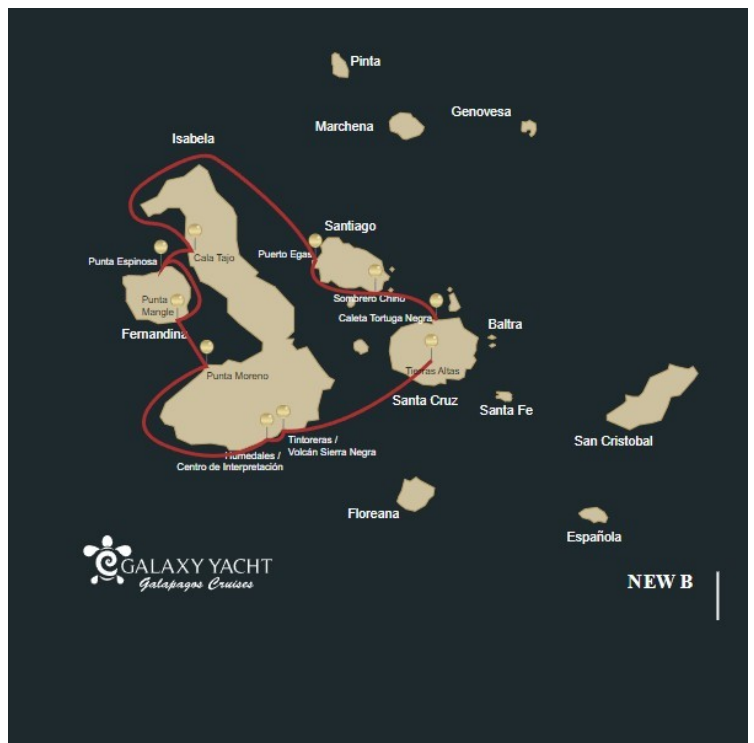 Pinta
Genovesa
Marchena
Isabela
Santiago
Puerto Egas
Punta Espinosa
Cala Tajo
Sombrero Chino
Punta
Mangle
Caleta Tortuga Negra
Baltra
Fernandina
Punta Moreno
Tierras Altas
Santa Cruz
Santa Fe
San Cristobal
Tintoreras /
Volcán Sierra Negra
Humedales /
Centro de Interpretación
Floreana
Española
GALAXY YACHT
Galapagos Cruises
NEW B